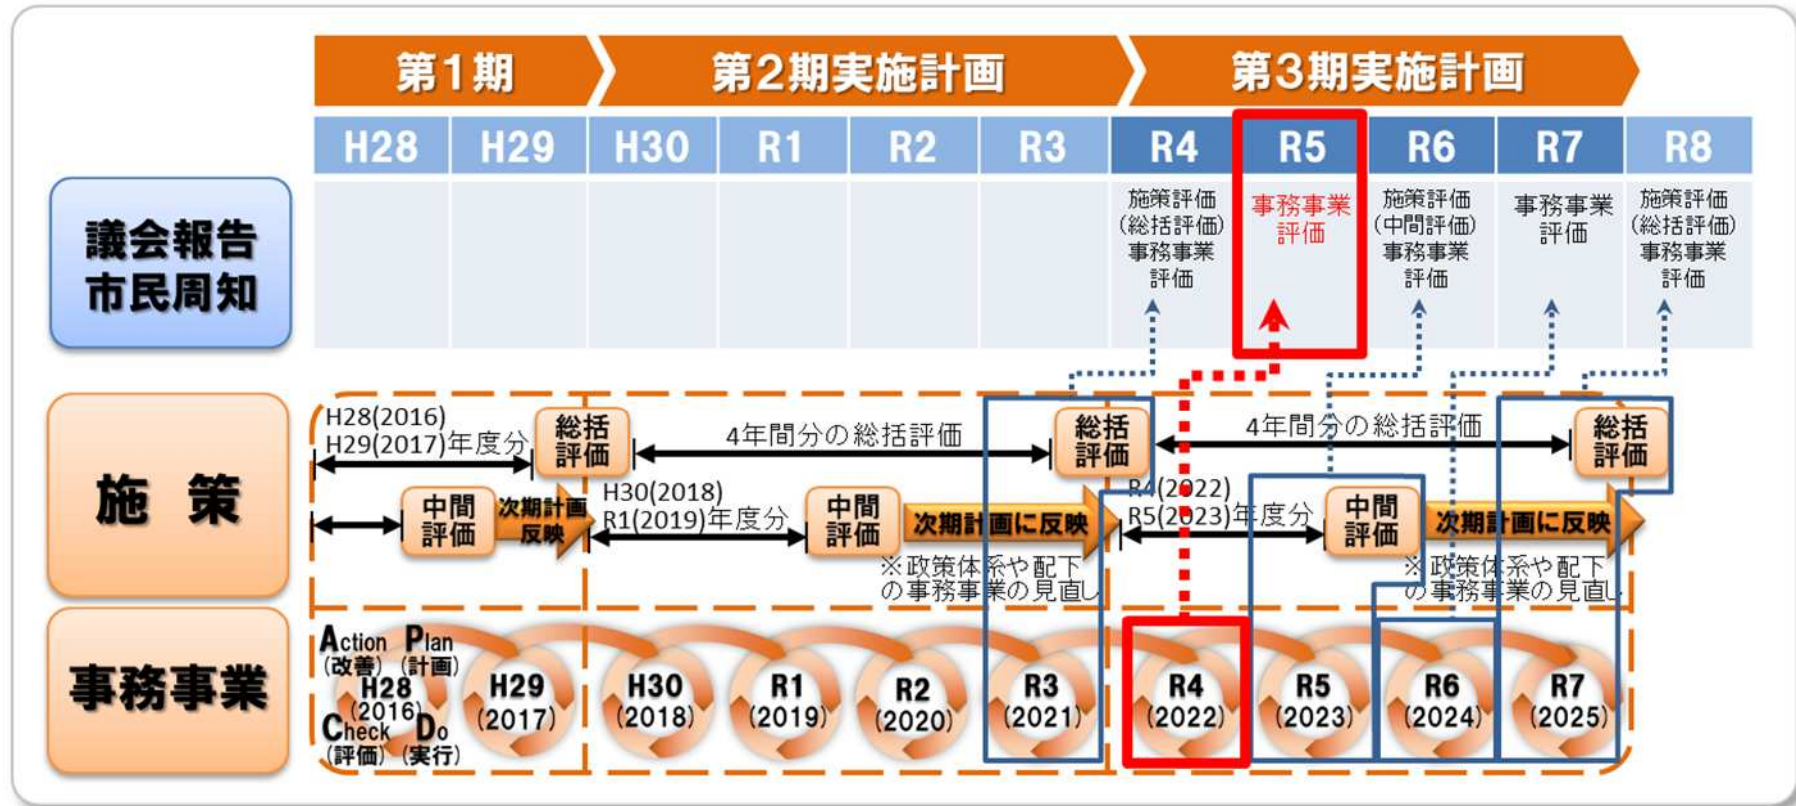 第1期
第2期実施計画
第3期実施計画
H28
H29
H30
R1
R2
R3
R4
R5
R6
R7
R8
議会報告
市民周知
施策評価
(総括評価)
事務事業
評価
事務事業
評価
施策評価
(中間評価)
事務事業
評価
事務事業
評価
施策評価
(総括評価)
事務事業
評価
施策
H28(2016)
H29(2017)年度分
総括
評価
4年間分の総括評価
総括
評価
4年間分の総括評価
総括
評価
中間
評価
次期計画
反映
H30(2018)
R1(2019)年度分
中間
評価
次期計画に反映
※政策体系や配下
の事務事業の見直し
R4(2022)
R5(2023)年度分
中間
評価
次期計画に反映
※政策体系や配下
の事務事業の見直し
事務事業
Action Plan
(改善) (計画)
H28
(2016)
Check Do
(評価) (実行)
H29
(2017)
H30
(2018)
R1
(2019)
R2
(2020)
R3
(2021)
R4
(2022)
R5
(2023)
R6
(2024)
R7
(2025)